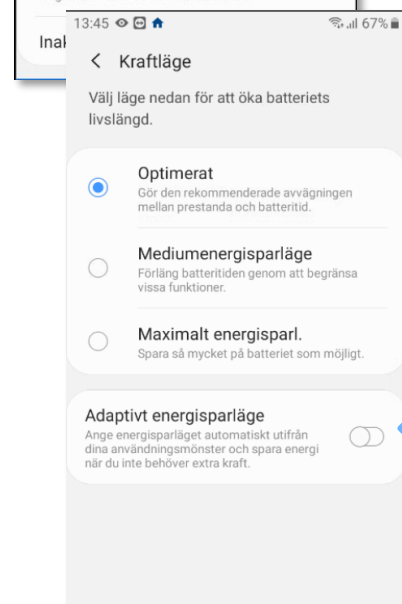 13:45 67%
Kraftläge
Välj läge nedan för att öka batteriets
livslängd.
Optimerat
Gör den rekommenderade avvägningen
mellan prestanda och batteritid.
Mediumenergisparläge
Förläng batteritiden genom att begränsa
vissa funktioner.
Maximalt energisparl.
Spara så mycket på batteriet som möjligt.
Adaptivt energisparläge
Ange energisparläget automatiskt utifrån
dina användningsmönster och spara energi
när du inte behöver extra kraft.